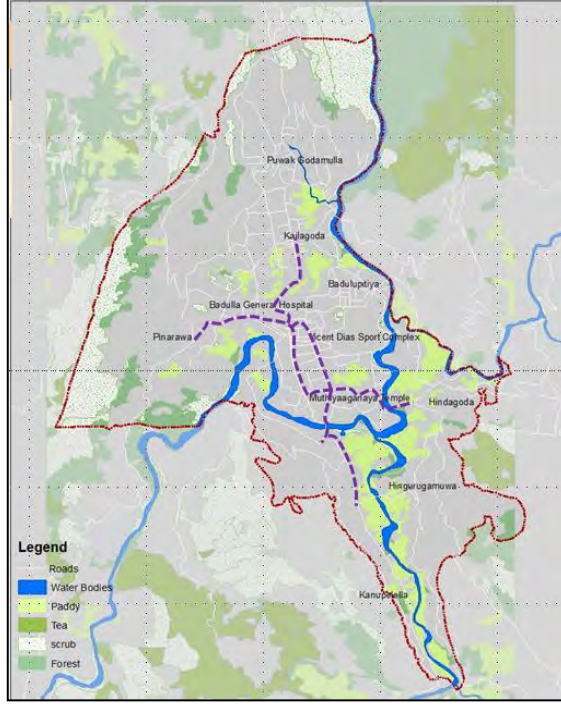 Puwak Godamulla
Kailagoda
Badulupitiya
Badulla General Hospital
Vicent Dias Sport Complex
Pinarawa
Muthiyaaganaya Temple
Hindagoda
Hingurugamuwa
Kanupelella
Legend
Roads
Water Bodies
Paddy
Tea
scrub
Forest